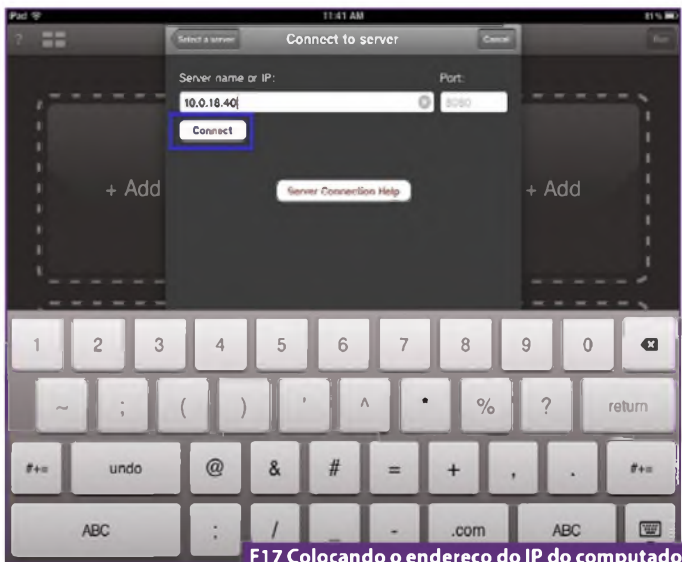 iPad 11:41 AM 81%
? Select a server Connect to server Cancel Run
Server name or IP: Port:
10.0.18.40 8080
Connect
+ Add Server Connection Help + Add
1 2 3 4 5 6 7 8 9 0
~ ; ( ) ' ^ * % ? return
#+= undo @ & # = + , . #+=
ABC : / _ - .com ABC
F17 Colocando o endereço do IP do computado